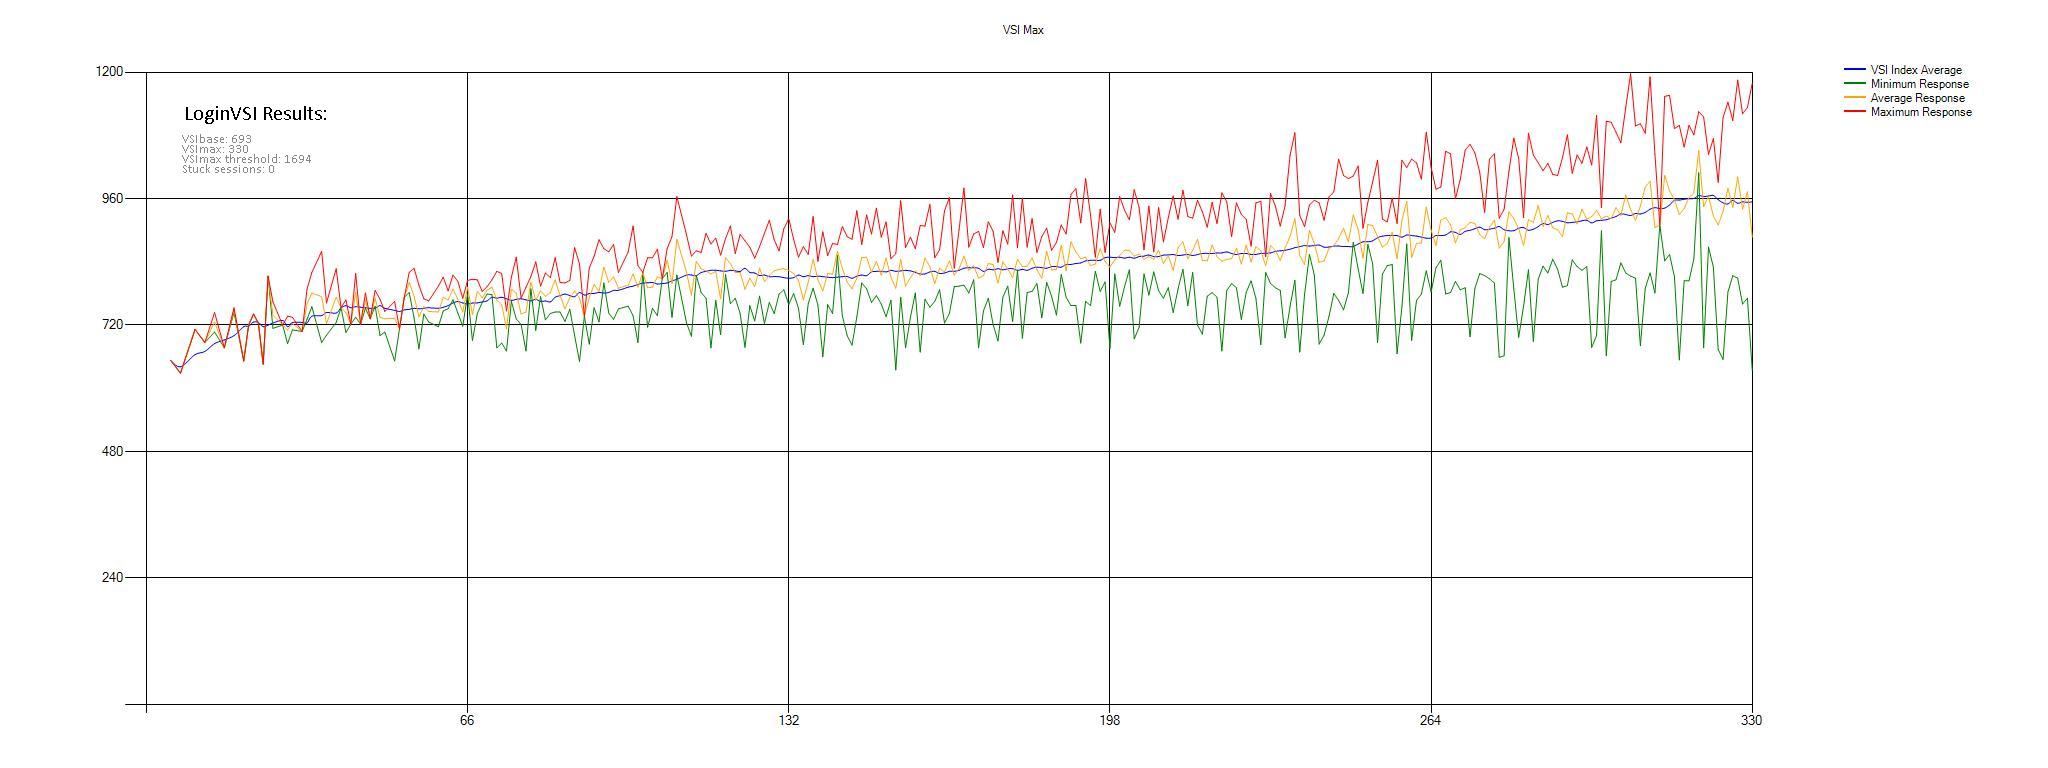 VSI Max
1200
960
720
480
240
LoginVSI Results:
VSIbase: 693
VSImax: 330
VSImax threshold: 1694
Stuck sessions: 0
66
132
198
264
330
VSI Index Average
Minimum Response
Average Response
Maximum Response